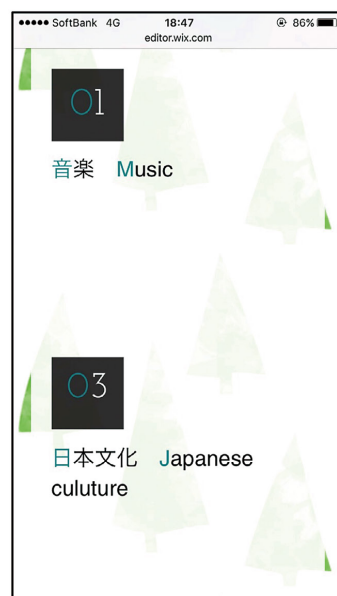 SoftBank 4G 18:47 86%
editor.wix.com
01
音楽 Music
03
日本文化 Japanese
culuture